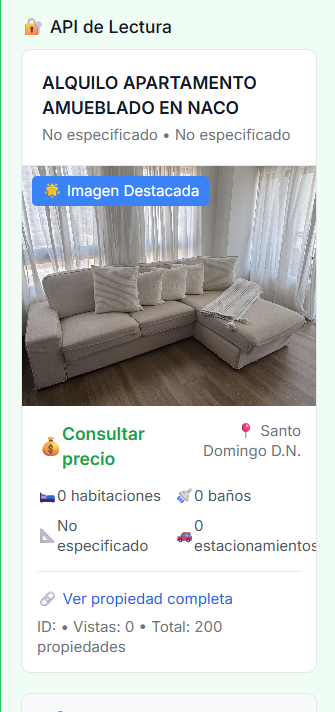 🔐 API de Lectura
ALQUILO APARTAMENTO
AMUEBLADO EN NACO
No especificado • No especificado
🌟 Imagen Destacada
💰Consultar
precio
📍 Santo
Domingo D.N.
🛏️0 habitaciones
🚿0 baños
📐No
especificado
🚗0
estacionamientos
🔗 Ver propiedad completa
ID: • Vistas: 0 • Total: 200
propiedades